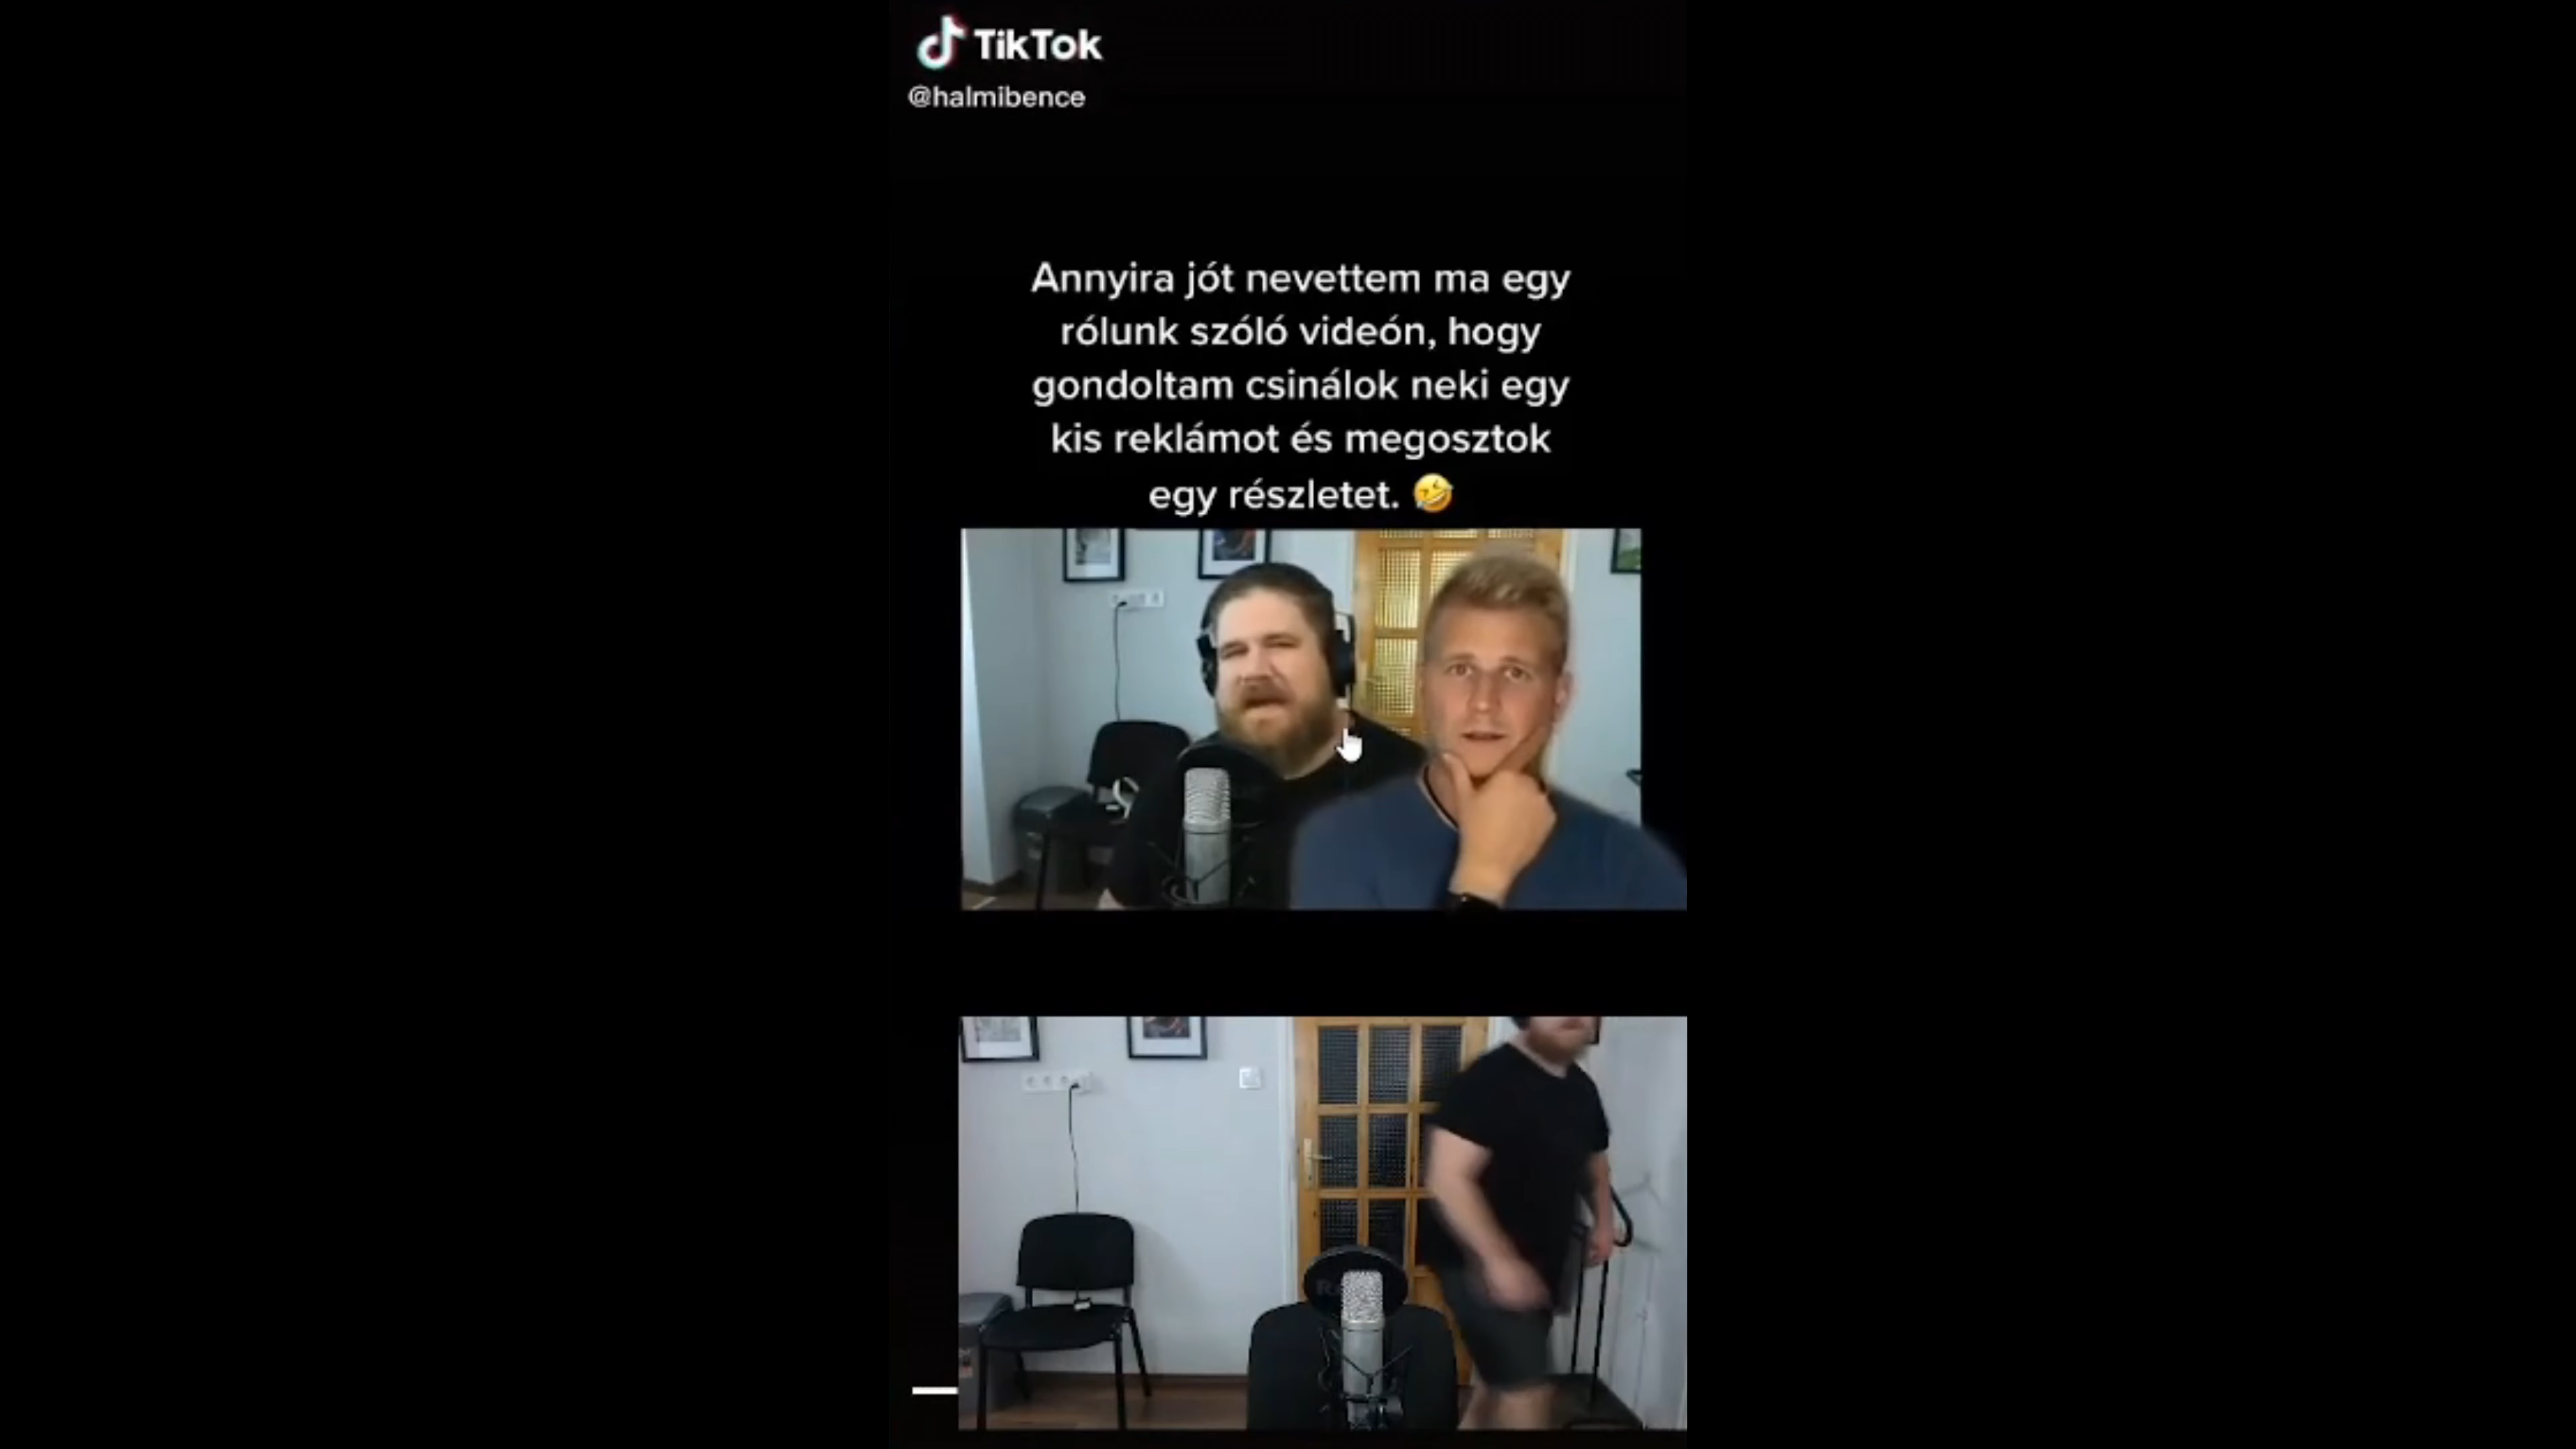 TikTok
@halmibence
Annyira jót nevettem ma egy
rólunk szóló videón, hogy
gondoltam csinálok neki egy
kis reklámot és megosztok
egy részletet. 🤣